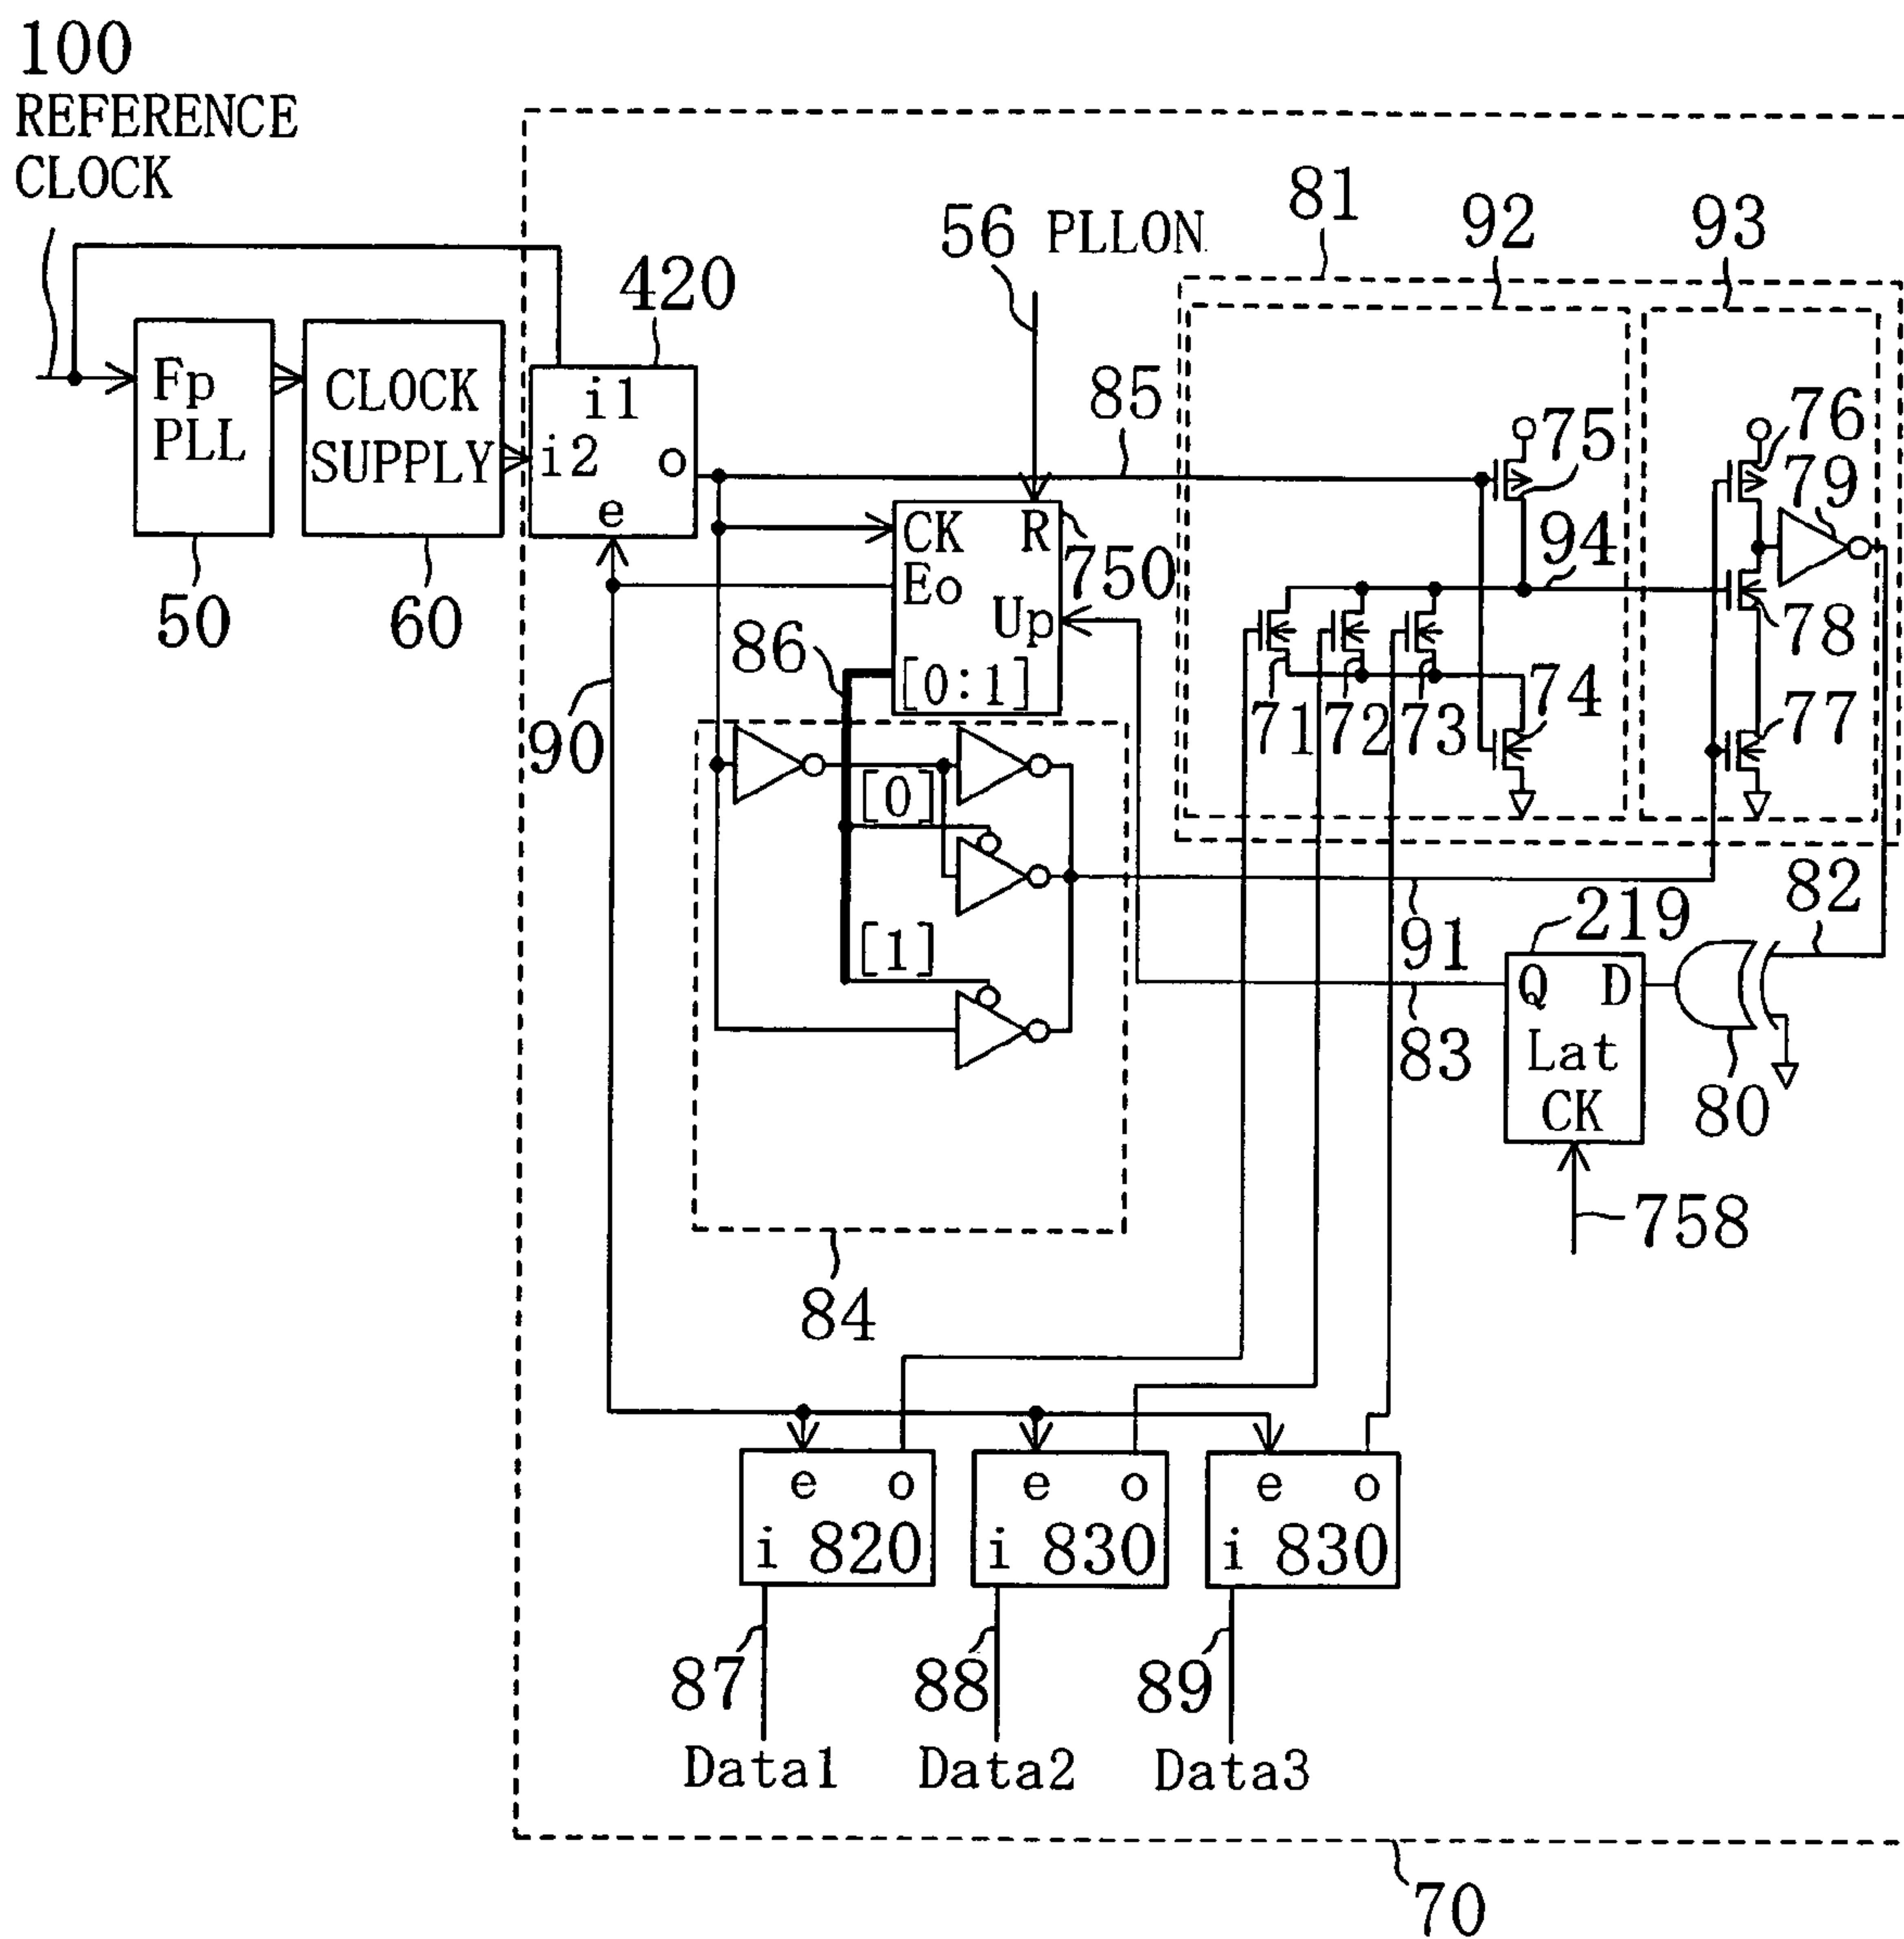 100
REFERENCE
CLOCK
81
92
93
56 PLLON
420
85
Fp
PLL
CLOCK
SUPPLY
i1
i2
o
e
CK
R
Eo
Up
[0:1]
750
75
76
79
94
78
50
60
86
90
71
72
73
74
77
[0]
[1]
91
219
82
Q
D
Lat
CK
83
80
758
84
e
o
i
820
e
o
i
830
e
o
i
830
87
88
89
Data1
Data2
Data3
70